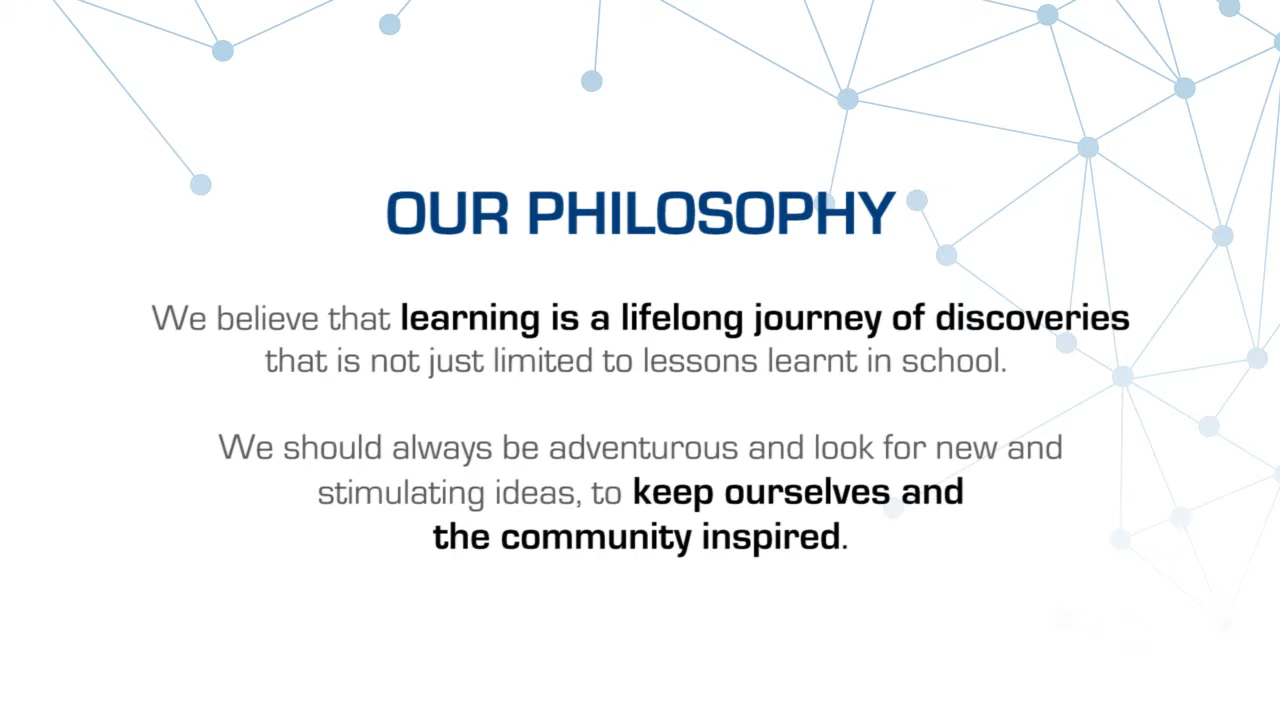 OUR PHILOSOPHY
We believe that learning is a lifelong journey of discoveries
that is not just limited to lessons learnt in school.
We should always be adventurous and look for new and
stimulating ideas, to keep ourselves and
the community inspired.